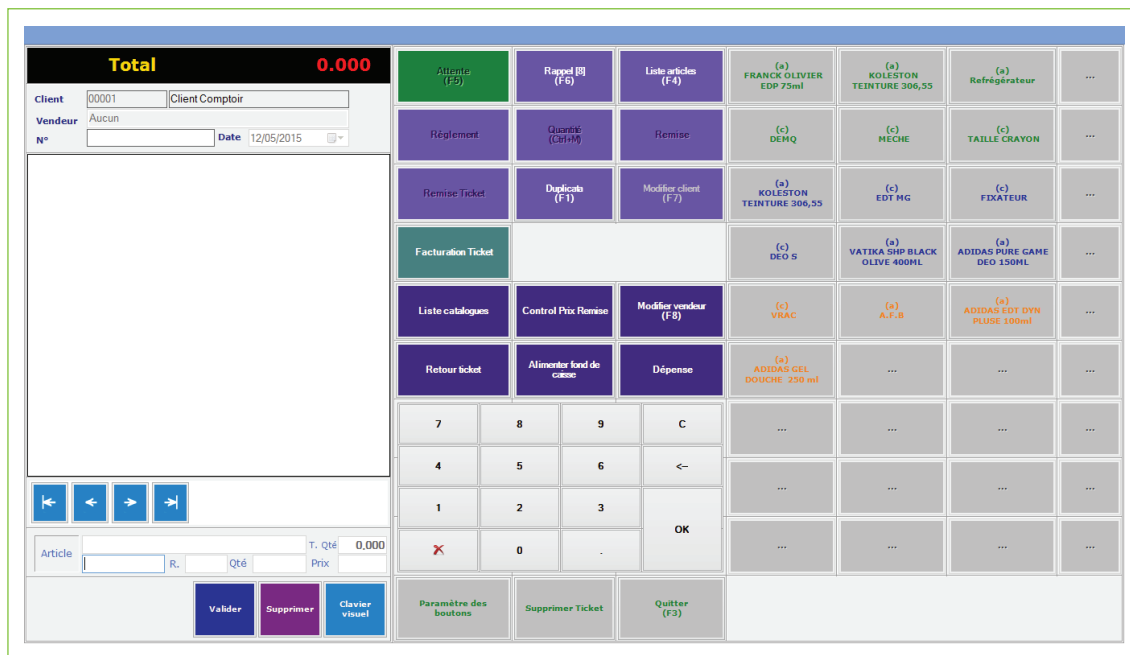 Total 0.000
Client 00001 Client Comptoir
Vendeur Aucun
N° Date 12/05/2015
Article T. Qté 0,000
R. Qté Prix
Valider Supprimer Clavier
visuel
Attente
(F5)
Rappel [8]
(F6)
Liste articles
(F4)
Réglement
Quantité
(Ctrl+M)
Remise
Remise Ticket
Duplicata
(F1)
Modifier client
(F7)
Facturation Ticket
Liste catalogues
Control Prix Remise
Modifier vendeur
(F8)
Retour ticket
Alimenter fond de
caisse
Dépense
7 8 9 C
4 5 6 <--
1 2 3
OK
0 .
Paramètre des
boutons
Supprimer Ticket
Quitter
(F3)
(a)
FRANCK OLIVIER
EDP 75ml
(a)
KOLESTON
TEINTURE 306,55
(a)
Refrégérateur
...
(c)
DEMQ
(c)
MECHE
(c)
TAILLE CRAYON
...
(a)
KOLESTON
TEINTURE 306,55
(c)
EDT MG
(c)
FIXATEUR
...
(c)
DEO S
(a)
VATIKA SHP BLACK
OLIVE 400ML
(a)
ADIDAS PURE GAME
DEO 150ML
...
(c)
VRAC
(a)
A.F.B
(a)
ADIDAS EDT DYN
PLUSE 100ml
...
(a)
ADIDAS GEL
DOUCHE 250 ml
... ... ...
... ... ... ...
... ... ... ...
... ... ... ...